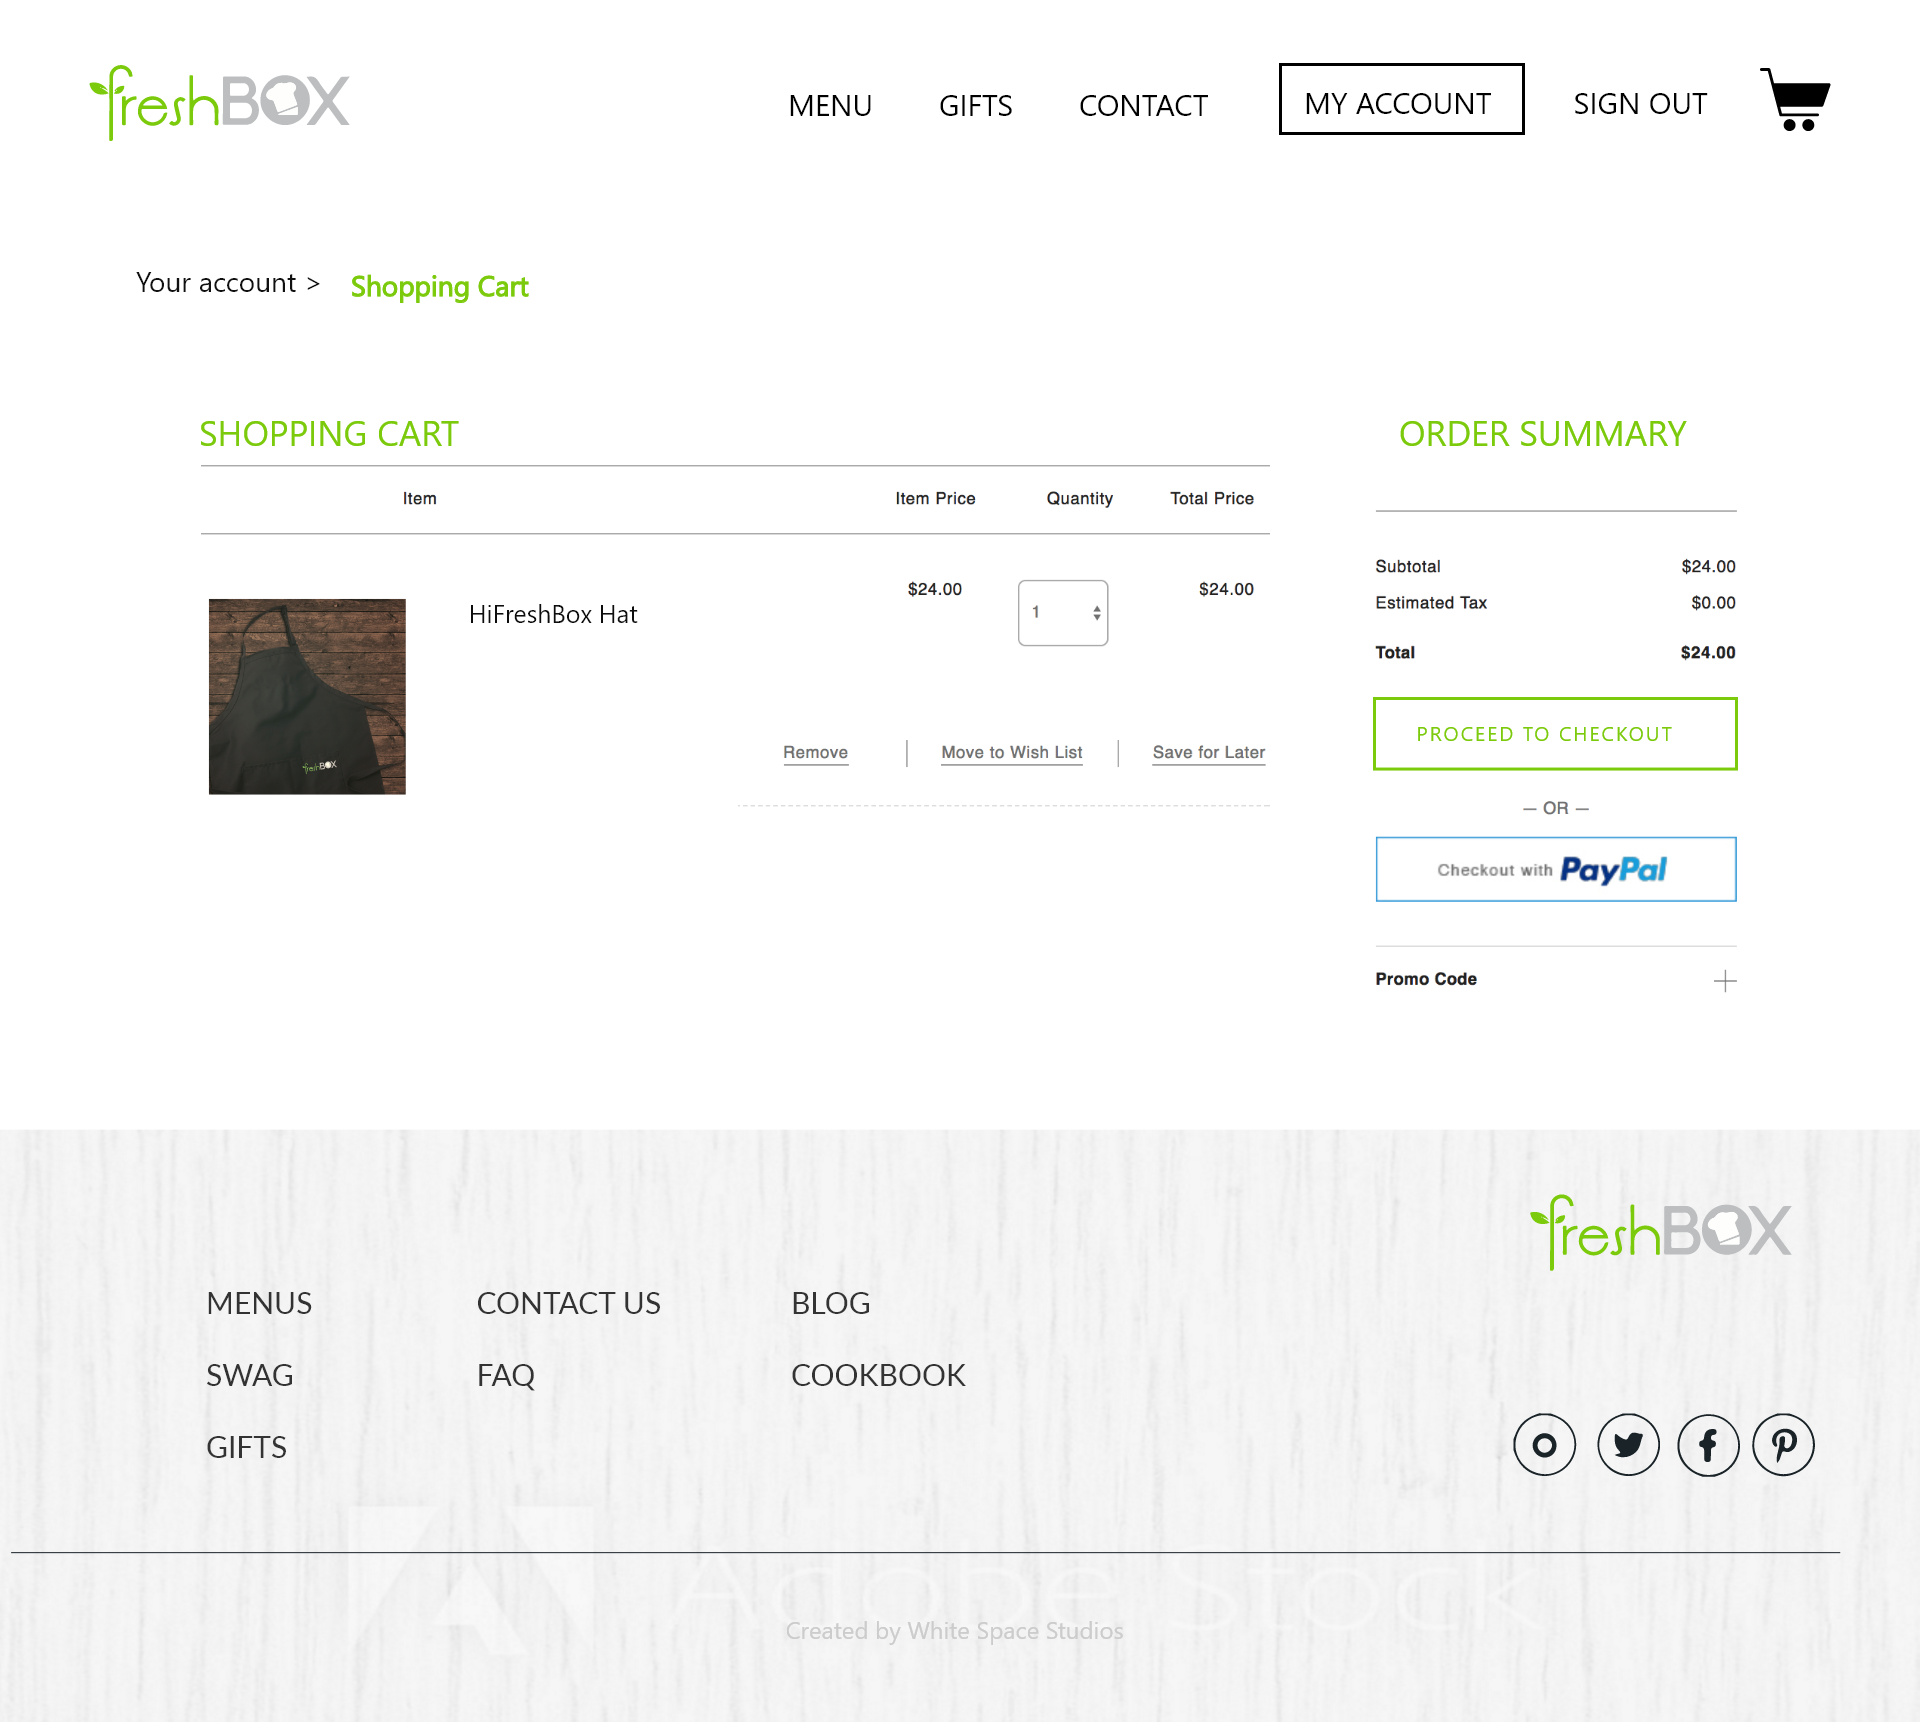 freshBOX
MENU GIFTS CONTACT MY ACCOUNT SIGN OUT
Your account > Shopping Cart
SHOPPING CART
Item Item Price Quantity Total Price
HiFreshBox Hat $24.00 1 $24.00
freshBOX
Remove Move to Wish List Save for Later
ORDER SUMMARY
Subtotal $24.00
Estimated Tax $0.00
Total $24.00
PROCEED TO CHECKOUT
— OR —
Checkout with PayPal
Promo Code
freshBOX
MENUS CONTACT US BLOG
SWAG FAQ COOKBOOK
GIFTS
Adobe Stock
Created by White Space Studios